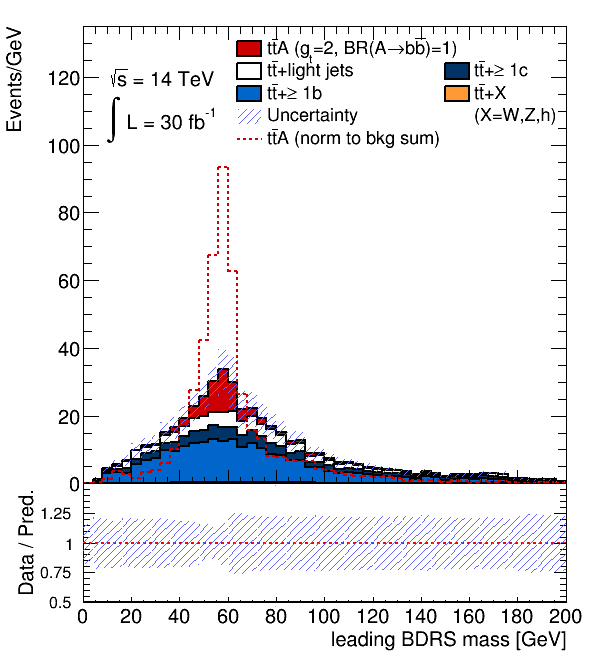 Events/GeV
tt̄A (gt=2, BR(A→bb̄)=1)
tt̄+light jets
tt̄+≥ 1c
tt̄+≥ 1b
tt̄+X
Uncertainty
(X=W,Z,h)
tt̄A (norm to bkg sum)
√s = 14 TeV
∫ L = 30 fb⁻¹
120
100
80
60
40
20
0
Data / Pred.
1.25
1
0.75
0.5
0 20 40 60 80 100 120 140 160 180 200
leading BDRS mass [GeV]